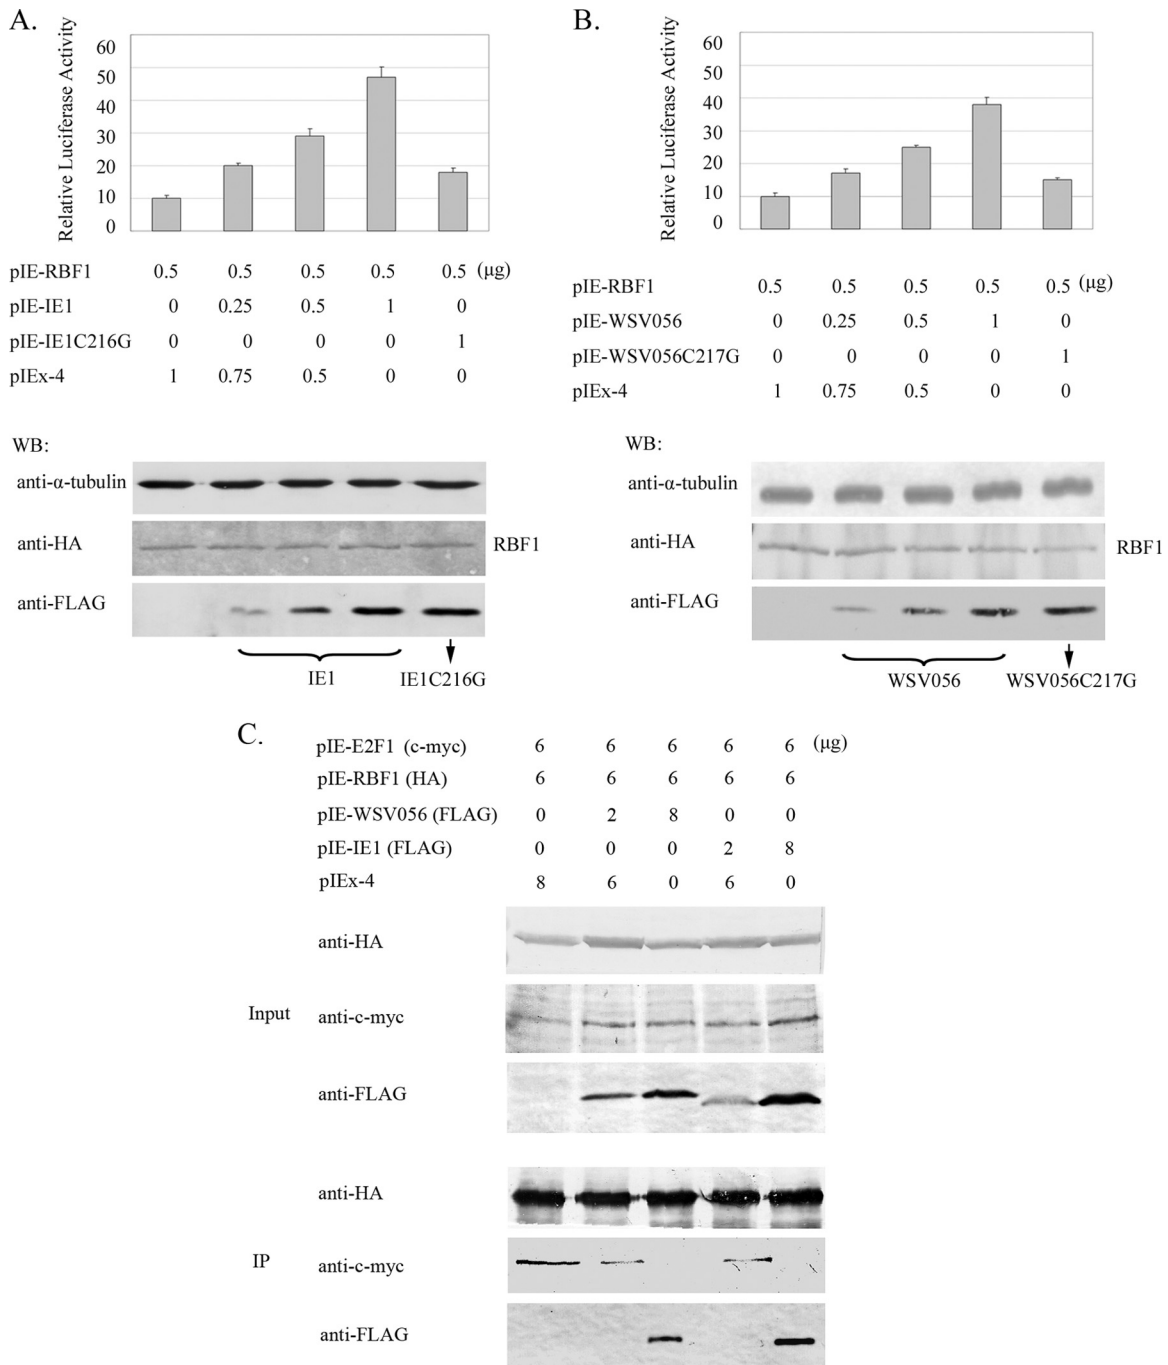 A.
Relative Luciferase Activity
60
50
40
30
20
10
0
pIE-RBF1 0.5 0.5 0.5 0.5 0.5 (μg)
pIE-IE1 0 0.25 0.5 1 0
pIE-IE1C216G 0 0 0 0 1
pIEx-4 1 0.75 0.5 0 0
WB:
anti-α-tubulin
anti-HA RBF1
anti-FLAG
IE1 IE1C216G
B.
Relative Luciferase Activity
60
50
40
30
20
10
0
pIE-RBF1 0.5 0.5 0.5 0.5 0.5 (μg)
pIE-WSV056 0 0.25 0.5 1 0
pIE-WSV056C217G 0 0 0 0 1
pIEx-4 1 0.75 0.5 0 0
WB:
anti-α-tubulin
anti-HA RBF1
anti-FLAG
WSV056 WSV056C217G
C.
pIE-E2F1 (c-myc) 6 6 6 6 6 (μg)
pIE-RBF1 (HA) 6 6 6 6 6
pIE-WSV056 (FLAG) 0 2 8 0 0
pIE-IE1 (FLAG) 0 0 0 2 8
pIEx-4 8 6 0 6 0
anti-HA
Input anti-c-myc
anti-FLAG
anti-HA
IP anti-c-myc
anti-FLAG